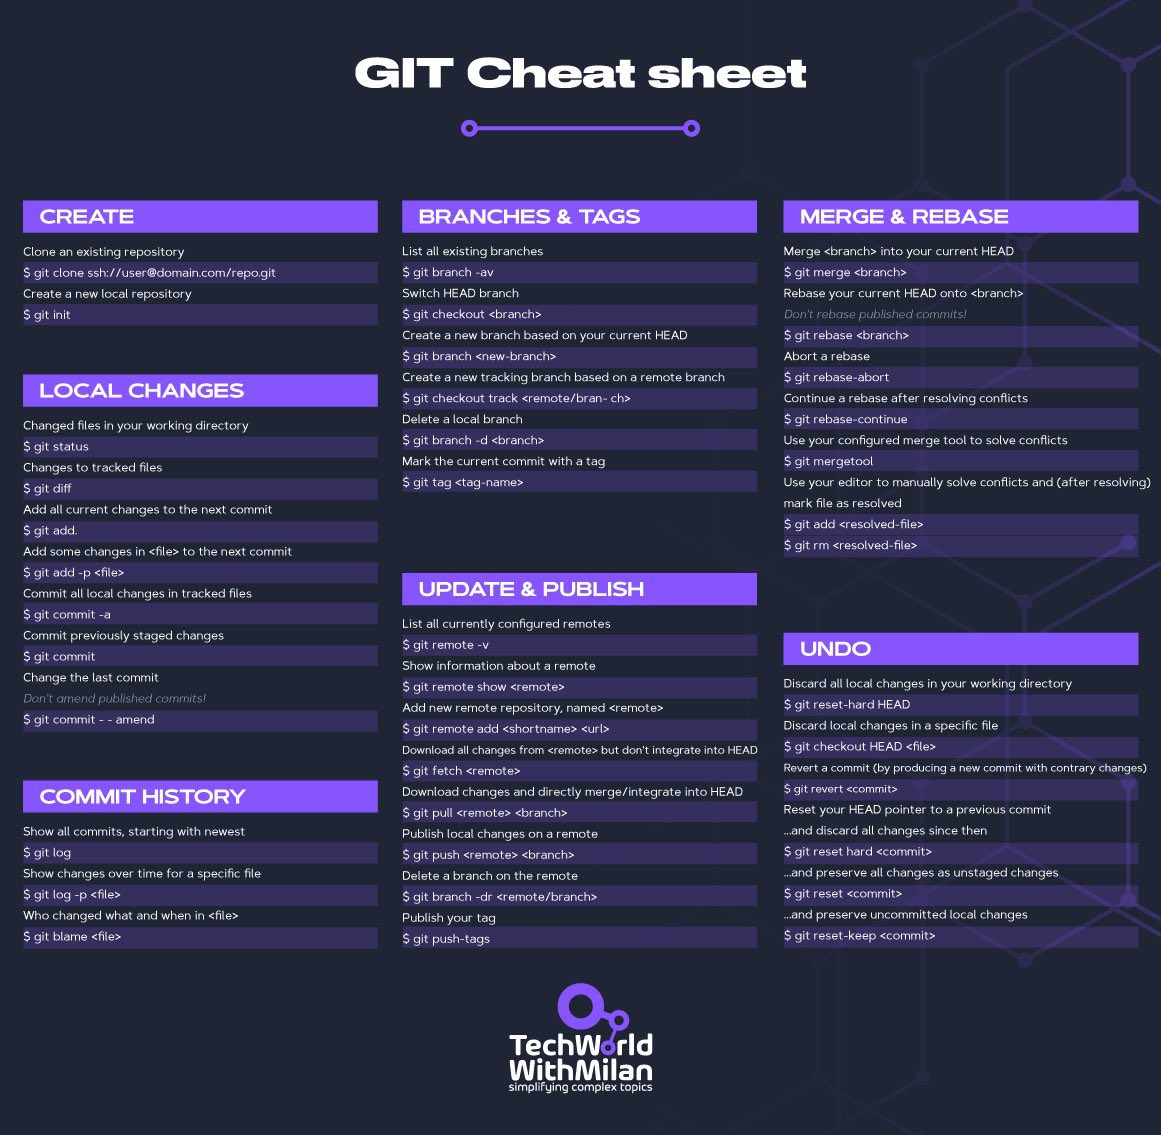 GIT Cheat sheet
CREATE
Clone an existing repository
$ git clone ssh://user@domain.com/repo.git
Create a new local repository
$ git init
LOCAL CHANGES
Changed files in your working directory
$ git status
Changes to tracked files
$ git diff
Add all current changes to the next commit
$ git add.
Add some changes in <file> to the next commit
$ git add -p <file>
Commit all local changes in tracked files
$ git commit -a
Commit previously staged changes
$ git commit
Change the last commit
Don't amend published commits!
$ git commit - - amend
COMMIT HISTORY
Show all commits, starting with newest
$ git log
Show changes over time for a specific file
$ git log -p <file>
Who changed what and when in <file>
$ git blame <file>
BRANCHES & TAGS
List all existing branches
$ git branch -av
Switch HEAD branch
$ git checkout <branch>
Create a new branch based on your current HEAD
$ git branch <new-branch>
Create a new tracking branch based on a remote branch
$ git checkout track <remote/bran- ch>
Delete a local branch
$ git branch -d <branch>
Mark the current commit with a tag
$ git tag <tag-name>
UPDATE & PUBLISH
List all currently configured remotes
$ git remote -v
Show information about a remote
$ git remote show <remote>
Add new remote repository, named <remote>
$ git remote add <shortname> <url>
Download all changes from <remote> but don't integrate into HEAD
$ git fetch <remote>
Download changes and directly merge/integrate into HEAD
$ git pull <remote> <branch>
Publish local changes on a remote
$ git push <remote> <branch>
Delete a branch on the remote
$ git branch -dr <remote/branch>
Publish your tag
$ git push-tags
MERGE & REBASE
Merge <branch> into your current HEAD
$ git merge <branch>
Rebase your current HEAD onto <branch>
Don't rebase published commits!
$ git rebase <branch>
Abort a rebase
$ git rebase-abort
Continue a rebase after resolving conflicts
$ git rebase-continue
Use your configured merge tool to solve conflicts
$ git mergetool
Use your editor to manually solve conflicts and (after resolving)
mark file as resolved
$ git add <resolved-file>
$ git rm <resolved-file>
UNDO
Discard all local changes in your working directory
$ git reset-hard HEAD
Discard local changes in a specific file
$ git checkout HEAD <file>
Revert a commit (by producing a new commit with contrary changes)
$ git revert <commit>
Reset your HEAD pointer to a previous commit
...and discard all changes since then
$ git reset hard <commit>
...and preserve all changes as unstaged changes
$ git reset <commit>
...and preserve uncommitted local changes
$ git reset-keep <commit>
TechWorld
WithMilan
simplifying complex topics